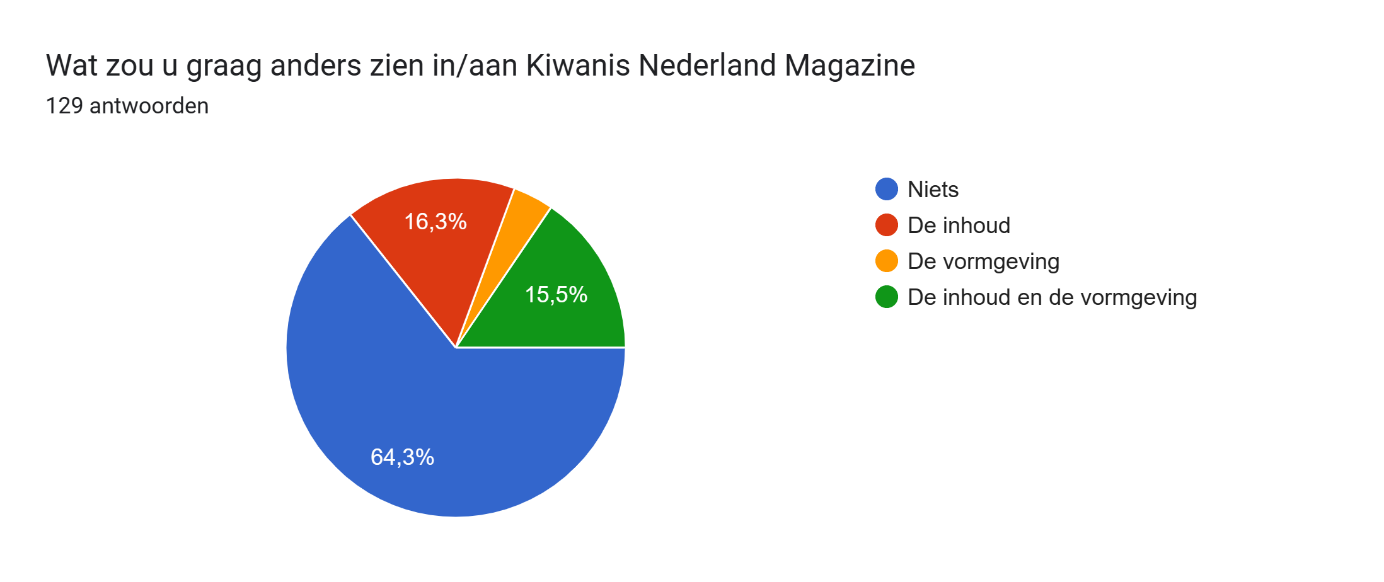 Wat zou u graag anders zien in/aan Kiwanis Nederland Magazine
129 antwoorden
Niets
De inhoud
De vormgeving
De inhoud en de vormgeving
16,3%
15,5%
64,3%